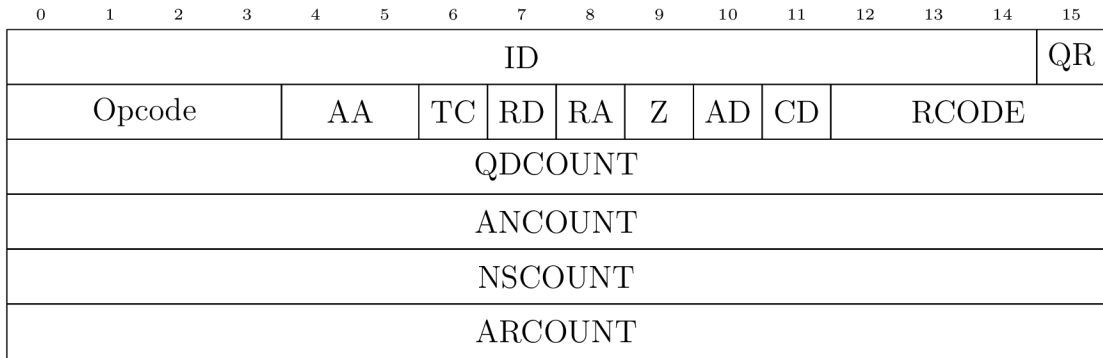 0 1 2 3 4 5 6 7 8 9 10 11 12 13 14 15
ID QR
Opcode AA TC RD RA Z AD CD RCODE
QDCOUNT
ANCOUNT
NSCOUNT
ARCOUNT